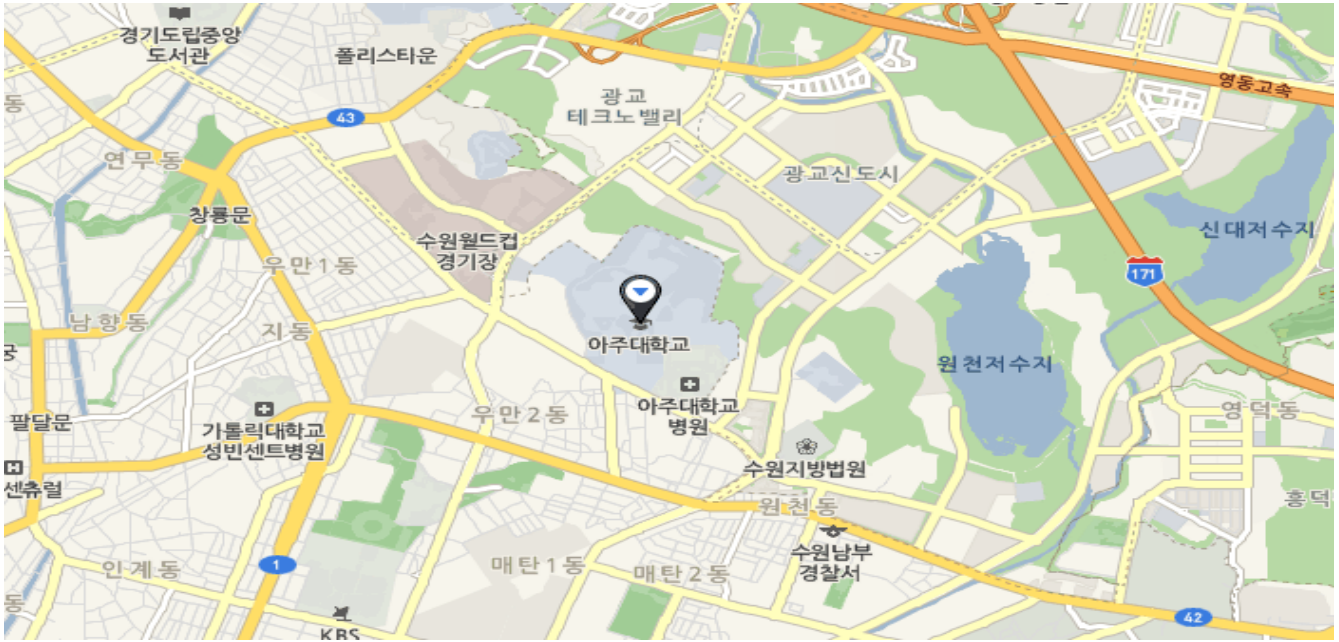 경기도립중앙
도서관
폴리스타운
광교
테크노밸리
영동고속
43
연무동
동
창룡문
광교신도시
신대저수지
수원월드컵
경기장
우만1동
171
남향동
지동
아주대학교
원천저수지
궁
팔달문
가톨릭대학교
성빈센트병원
우만2동
아주대학교
병원
영덕동
수원지방법원
H
센츄럴
원천동
흥덕
수원남부
경찰서
1
인계동
매탄1동
매탄2동
동
KBS
42